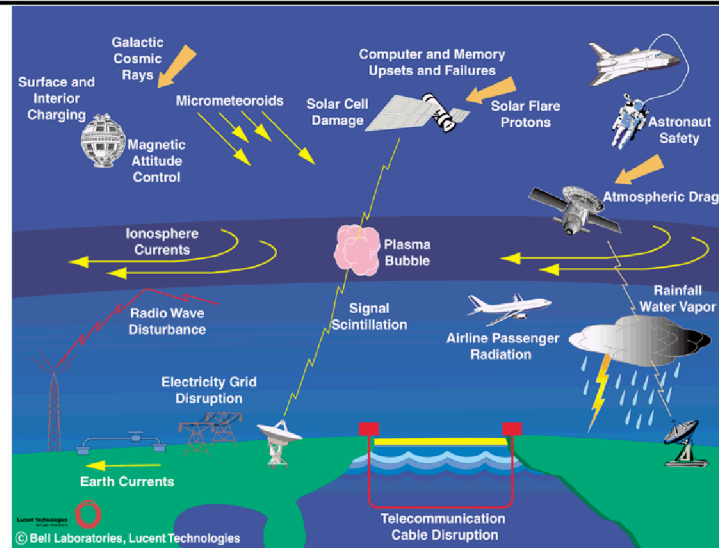 Galactic
Cosmic
Rays
Surface and
Interior
Charging
Magnetic
Attitude
Control
Micrometeoroids
Computer and Memory
Upsets and Failures
Solar Cell
Damage
Solar Flare
Protons
Astronaut
Safety
Atmospheric Drag
Ionosphere
Currents
Plasma
Bubble
Radio Wave
Disturbance
Signal
Scintillation
Airline Passenger
Radiation
Rainfall
Water Vapor
Electricity Grid
Disruption
Earth Currents
Telecommunication
Cable Disruption
Lucent Technologies
© Bell Laboratories, Lucent Technologies